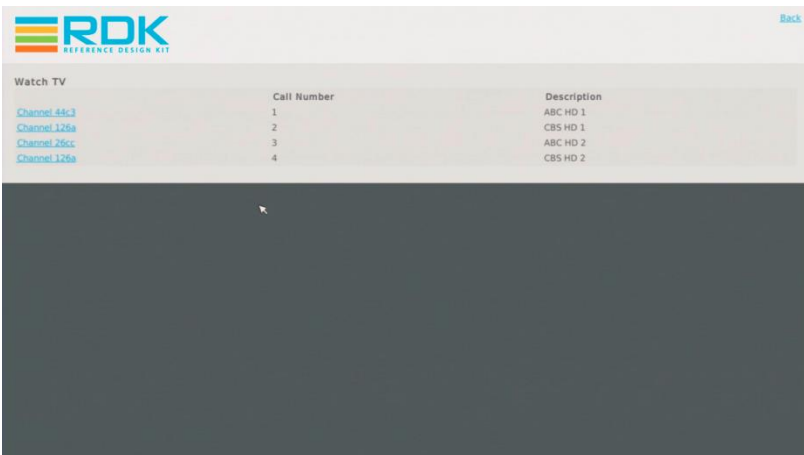 RDK
REFERENCE DESIGN KIT
Back
Watch TV
Call Number Description
Channel 44c3 1 ABC HD 1
Channel 126a 2 CBS HD 1
Channel 26cc 3 ABC HD 2
Channel 126a 4 CBS HD 2